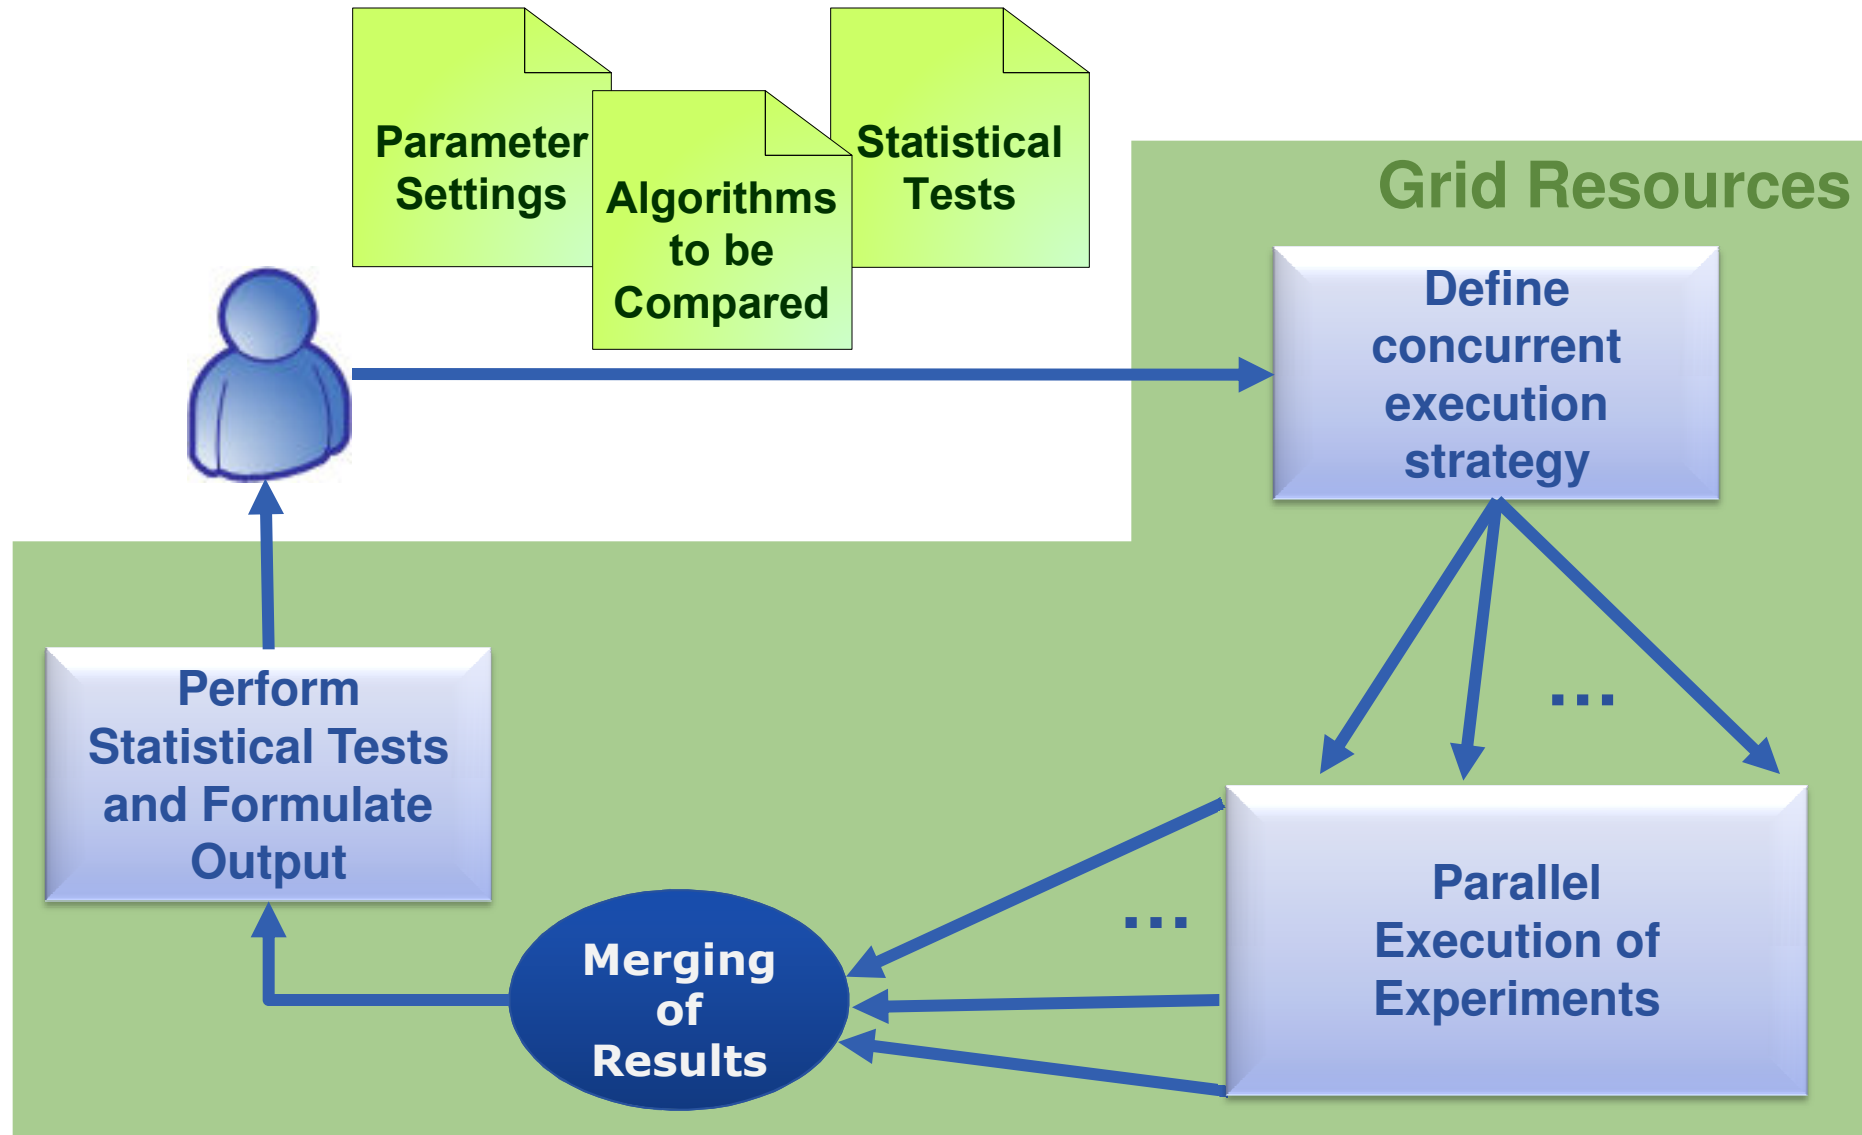 Parameter
Settings
Algorithms
to be
Compared
Statistical
Tests
Grid Resources
Define
concurrent
execution
strategy
...
Parallel
Execution of
Experiments
...
Merging
of
Results
Perform
Statistical Tests
and Formulate
Output